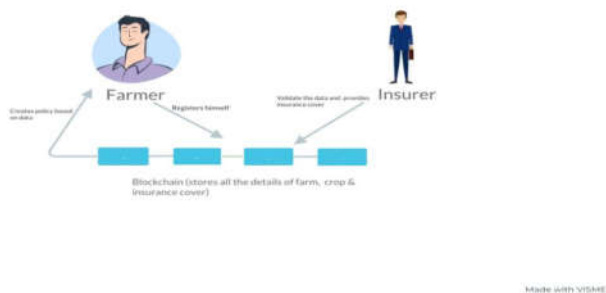 Farmer
Insurer
Creates policy based
on data
Registers himself
Validate the data and provides
insurance cover
Blockchain (stores all the details of farm, crop &
insurance cover)
Made with VISME